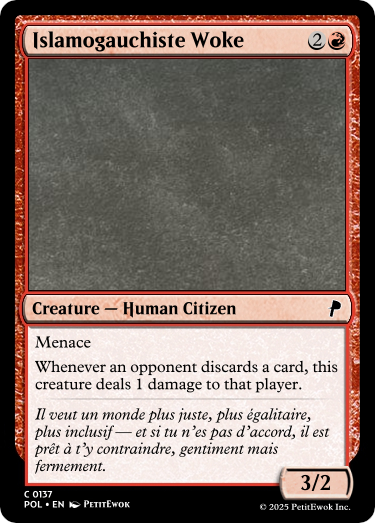 Islamogauchiste Woke 2
Creature — Human Citizen
Menace
Whenever an opponent discards a card, this
creature deals 1 damage to that player.
Il veut un monde plus juste, plus égalitaire,
plus inclusif — et si tu n'es pas d'accord, il est
prêt à t'y contraindre, gentiment mais
fermement.
3/2
C 0137
POL • EN PetitEwok
© 2025 PetitEwok Inc.